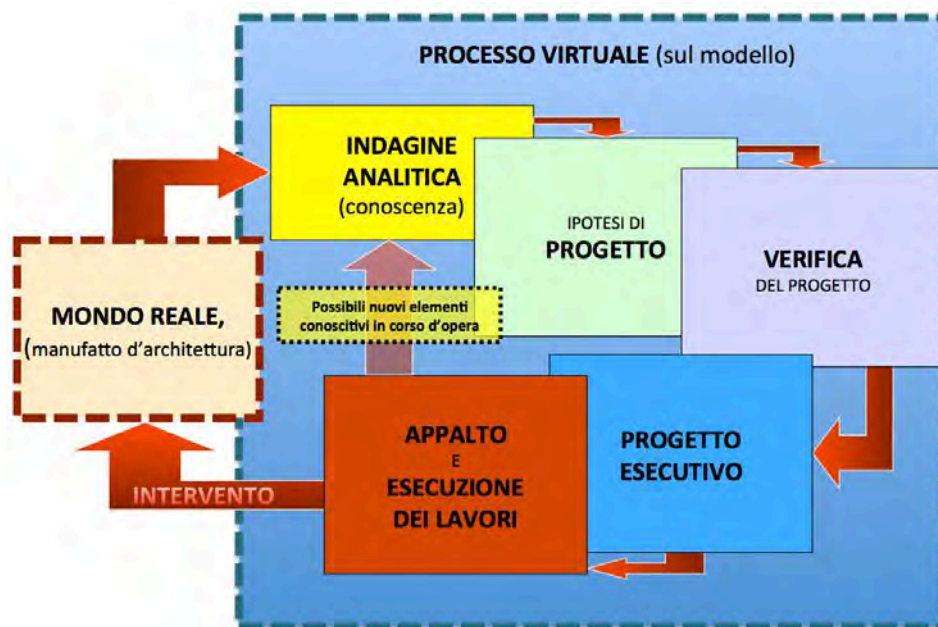 PROCESSO VIRTUALE (sul modello)
INDAGINE
ANALITICA
(conoscenza)
IPOTESI DI
PROGETTO
VERIFICA
DEL PROGETTO
MONDO REALE,
(manufatto d'architettura)
Possibili nuovi elementi
conoscitivi in corso d'opera
APPALTO
E
ESECUZIONE
DEI LAVORI
PROGETTO
ESECUTIVO
INTERVENTO